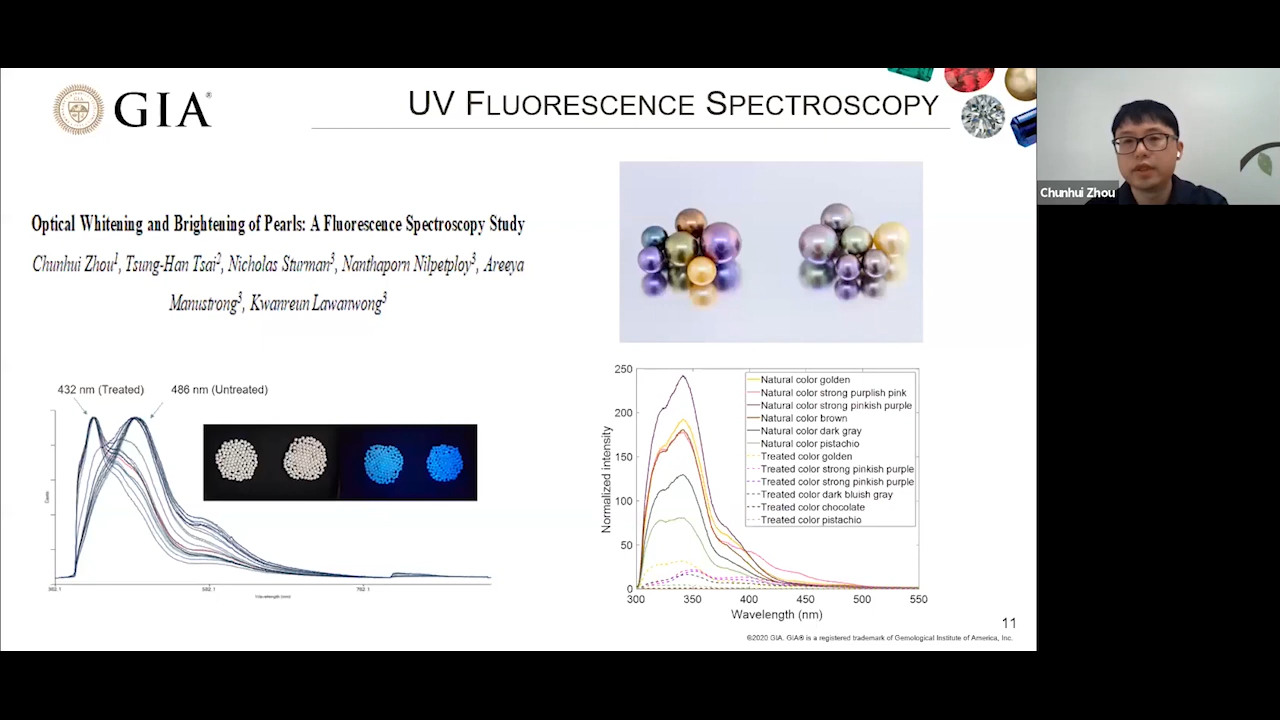 GIA®
UV FLUORESCENCE SPECTROSCOPY
Chunhui Zhou
Optical Whitening and Brightening of Pearls: A Fluorescence Spectroscopy Study
Chunhui Zhou1, Tsung-Han Tsai2, Nicholas Sturman3, Nanthaporn Nilpetploy3, Areeya
Manustrong3, Kwanreun Lawanwong3
432 nm (Treated)
486 nm (Untreated)
582.1
782.1
250
200
150
100
50
0
Normalized intensity
Natural color golden
Natural color strong purplish pink
Natural color strong pinkish purple
Natural color brown
Natural color dark gray
Natural color pistachio
Treated color golden
Treated color strong pinkish purple
Treated color strong pinkish purple
Treated color dark bluish gray
Treated color chocolate
Treated color pistachio
300
350
400
450
500
550
Wavelength (nm)
11
©2020 GIA. GIA® is a registered trademark of Gemological Institute of America, Inc.